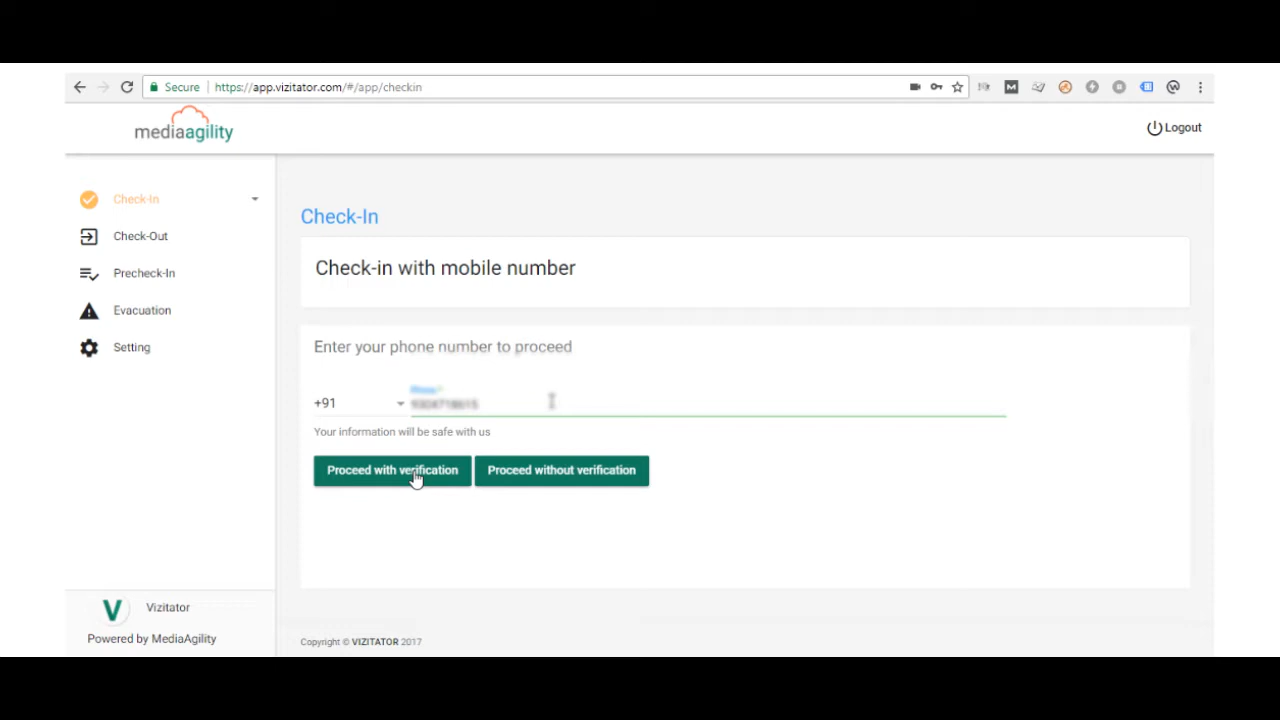 Secure
https://app.vizitator.com/#/app/checkin
mediaagility
Logout
Check-In
Check-Out
Precheck-In
Evacuation
Setting
Check-In
Check-in with mobile number
Enter your phone number to proceed
+91
Your information will be safe with us
Proceed with verification
Proceed without verification
V
Vizitator
Powered by MediaAgility
Copyright © VIZITATOR 2017